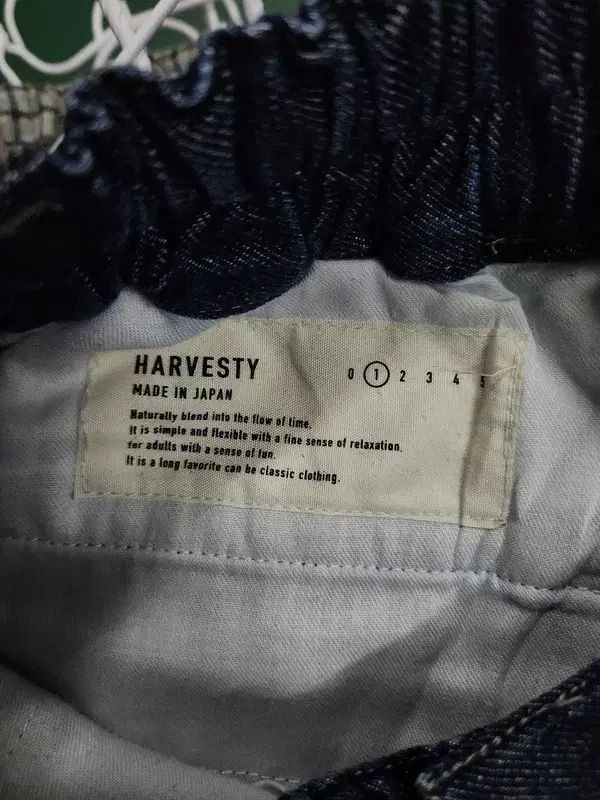 HARVESTY
0 1 2 3 4 5
MADE IN JAPAN
Naturally blend into the flow of time.
It is simple and flexible with a fine sense of relaxation.
for adults with a sense of fun.
It is a long favorite can be classic clothing.